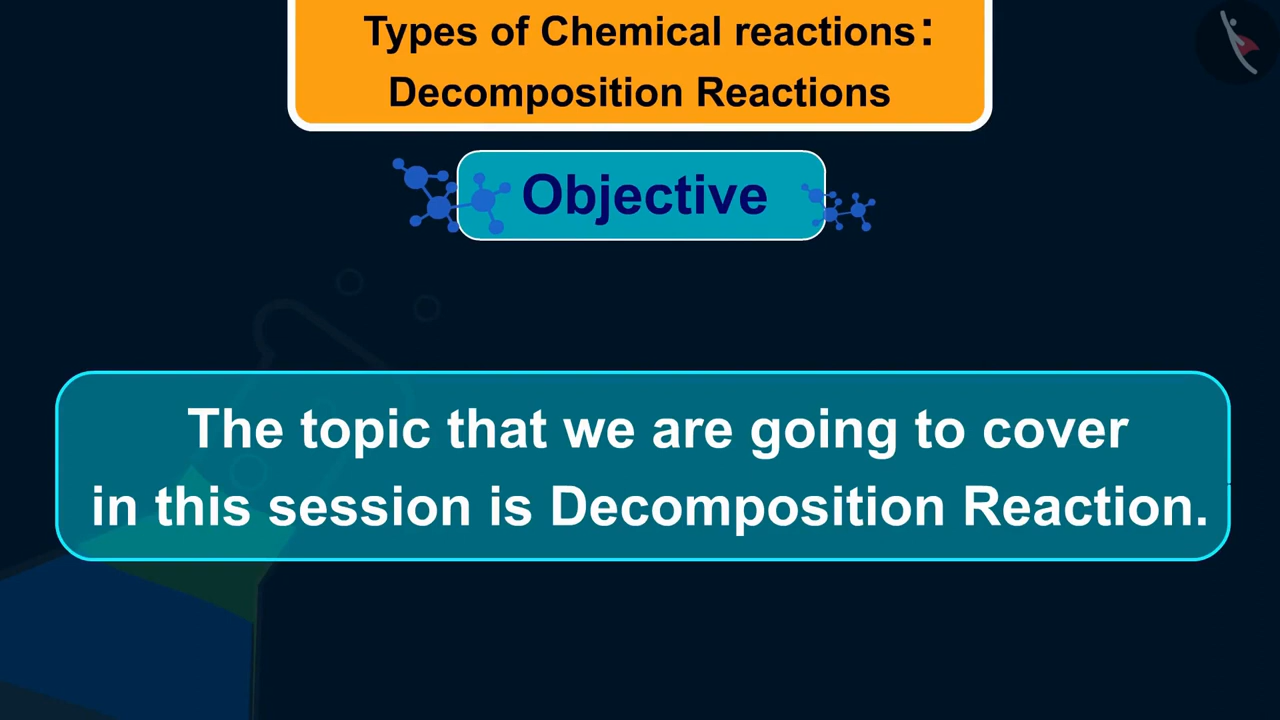 Types of Chemical reactions:
Decomposition Reactions
Objective
The topic that we are going to cover
in this session is Decomposition Reaction.